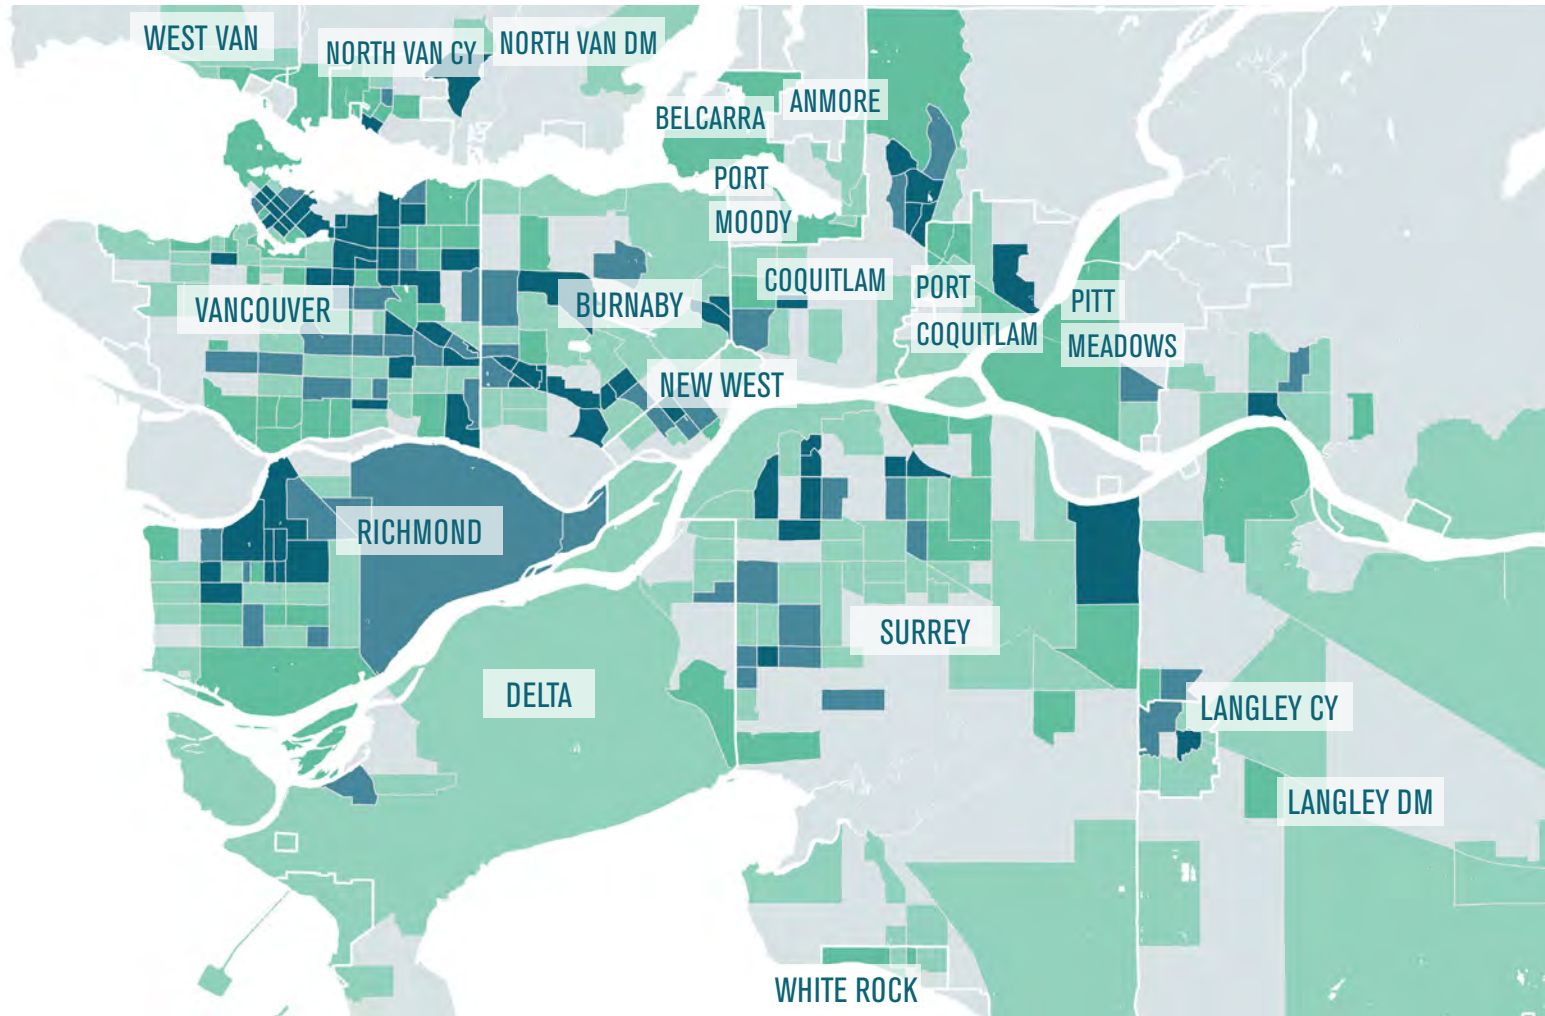 WEST VAN
NORTH VAN CY
NORTH VAN DM
ANMORE
BELCARRA
PORT
MOODY
COQUITLAM
PORT
COQUITLAM
PITT
MEADOWS
VANCOUVER
BURNABY
NEW WEST
RICHMOND
SURREY
DELTA
LANGLEY CY
LANGLEY DM
WHITE ROCK